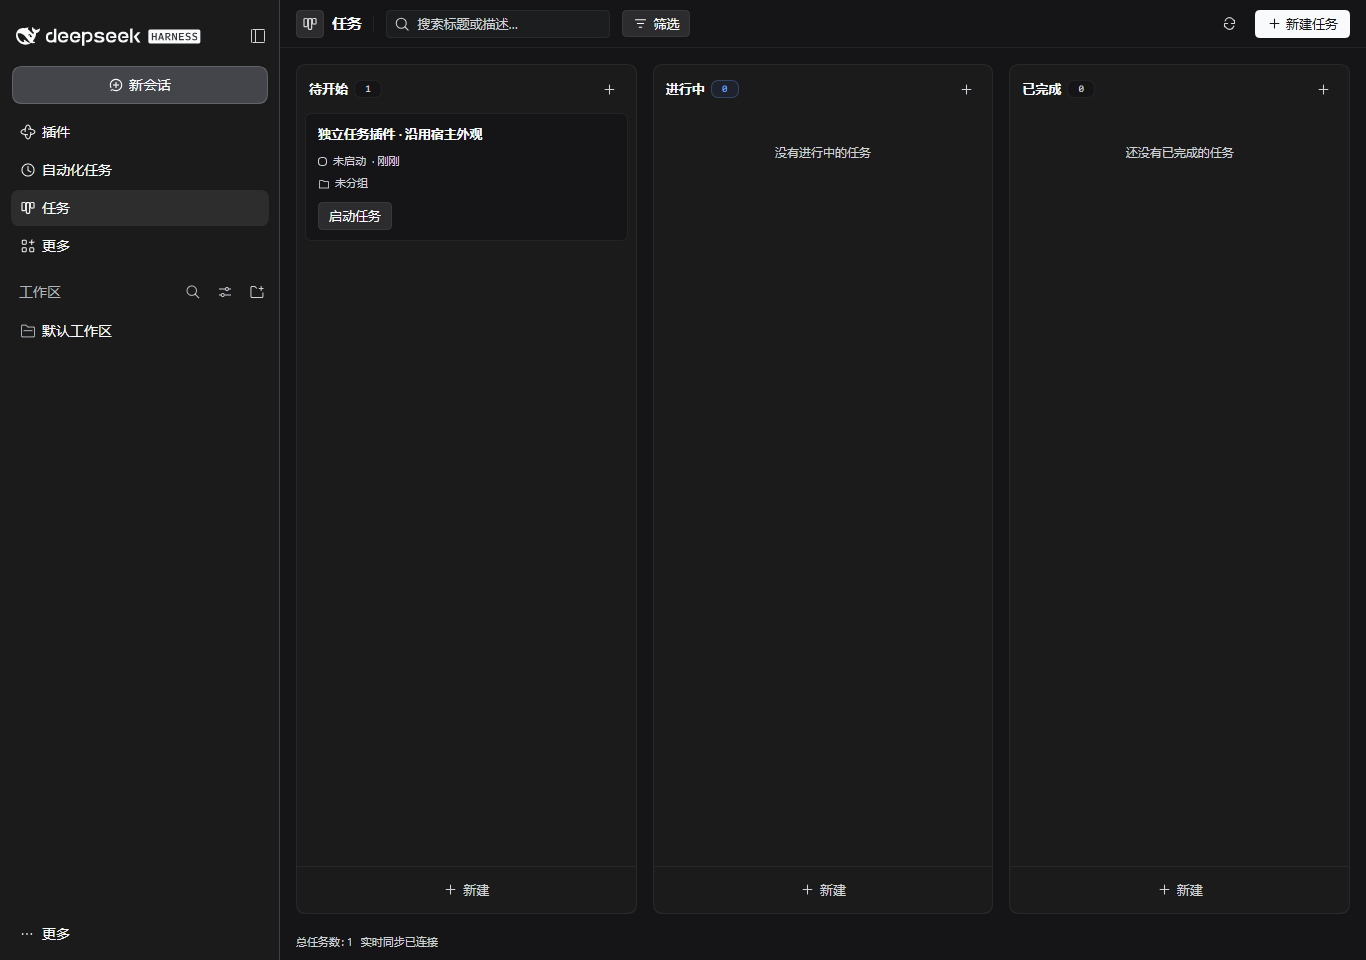 deepseek HARNESS
新会话
插件
自动化任务
任务
更多
工作区
默认工作区
更多
任务
搜索标题或描述...
筛选
新建任务
待开始 1
独立任务插件 · 沿用宿主外观
未启动 · 刚刚
未分组
启动任务
新建
进行中 0
没有进行中的任务
新建
已完成 0
还没有已完成的任务
新建
总任务数: 1 实时同步已连接